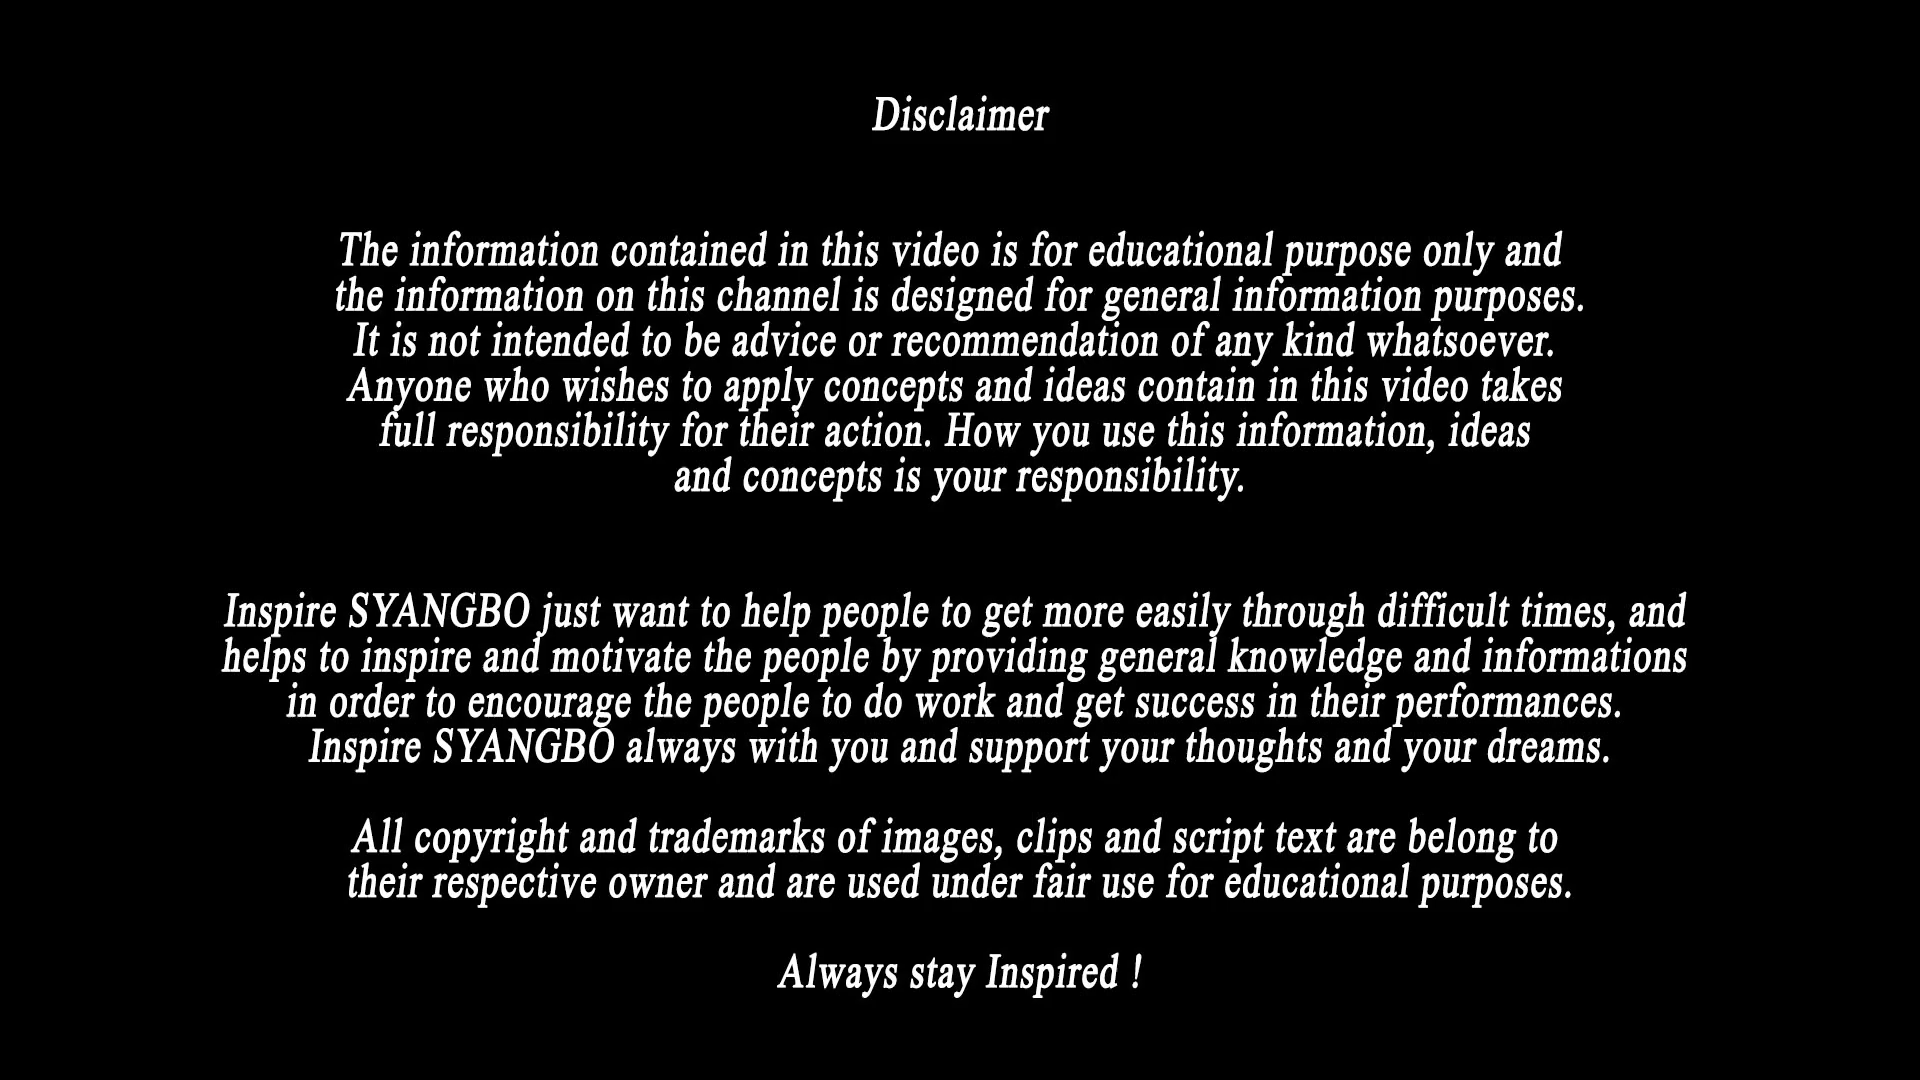 Disclaimer
The information contained in this video is for educational purpose only and
the information on this channel is designed for general information purposes.
It is not intended to be advice or recommendation of any kind whatsoever.
Anyone who wishes to apply concepts and ideas contain in this video takes
full responsibility for their action. How you use this information, ideas
and concepts is your responsibility.
Inspire SYANGBO just want to help people to get more easily through difficult times, and
helps to inspire and motivate the people by providing general knowledge and informations
in order to encourage the people to do work and get success in their performances.
Inspire SYANGBO always with you and support your thoughts and your dreams.
All copyright and trademarks of images, clips and script text are belong to
their respective owner and are used under fair use for educational purposes.
Always stay Inspired !